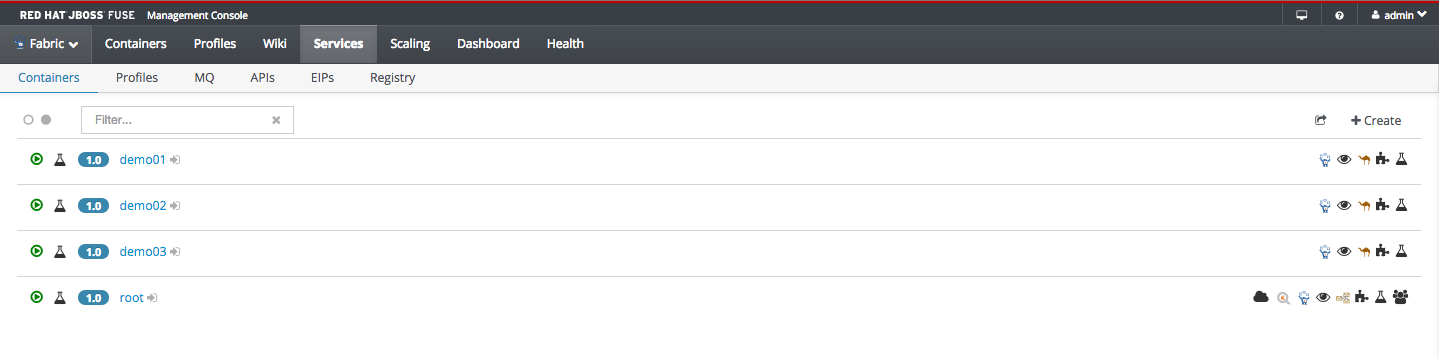 RED HAT JBOSS FUSE Management Console admin
Fabric Containers Profiles Wiki Services Scaling Dashboard Health
Containers Profiles MQ APIs EIPs Registry
Filter... Create
1.0 demo01
1.0 demo02
1.0 demo03
1.0 root